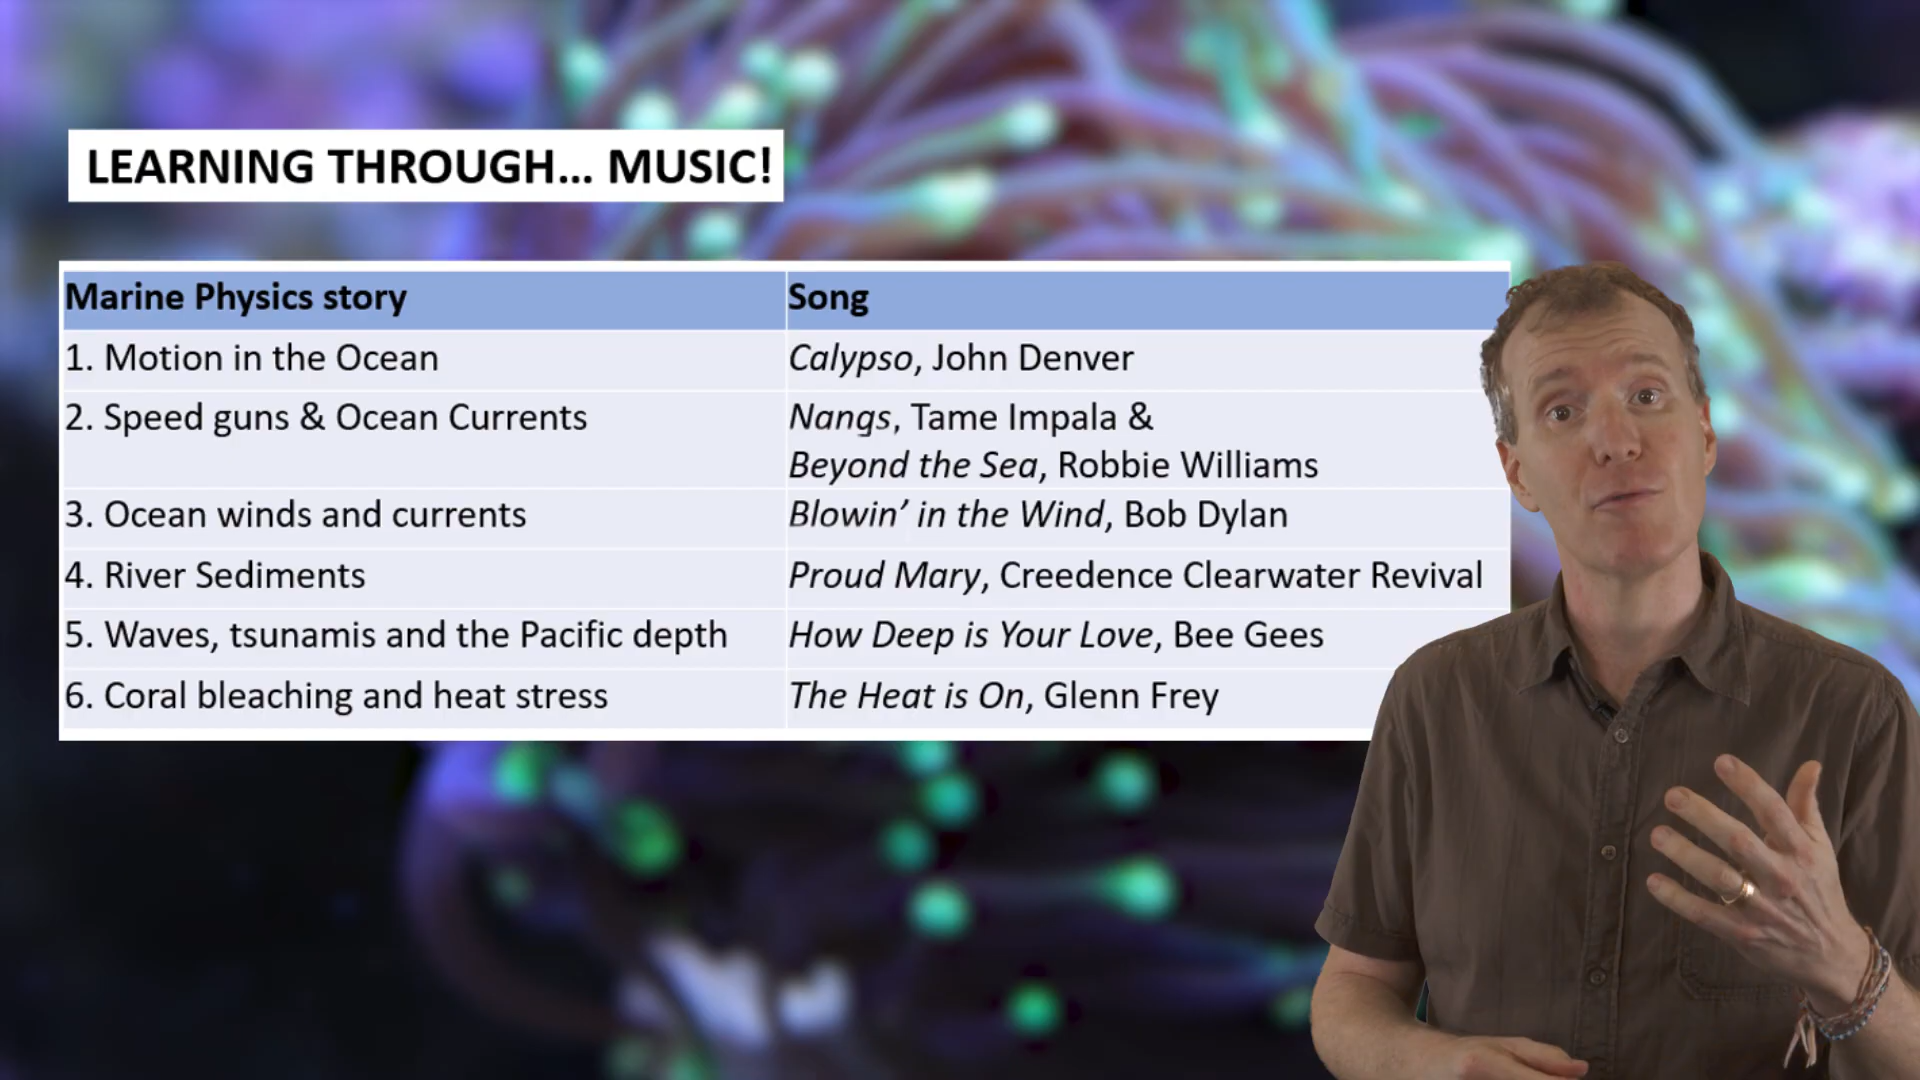 LEARNING THROUGH... MUSIC!
Marine Physics story
Song
1. Motion in the Ocean
Calypso, John Denver
2. Speed guns & Ocean Currents
Nangs, Tame Impala &
Beyond the Sea, Robbie Williams
3. Ocean winds and currents
Blowin’ in the Wind, Bob Dylan
4. River Sediments
Proud Mary, Creedence Clearwater Revival
5. Waves, tsunamis and the Pacific depth
How Deep is Your Love, Bee Gees
6. Coral bleaching and heat stress
The Heat is On, Glenn Frey